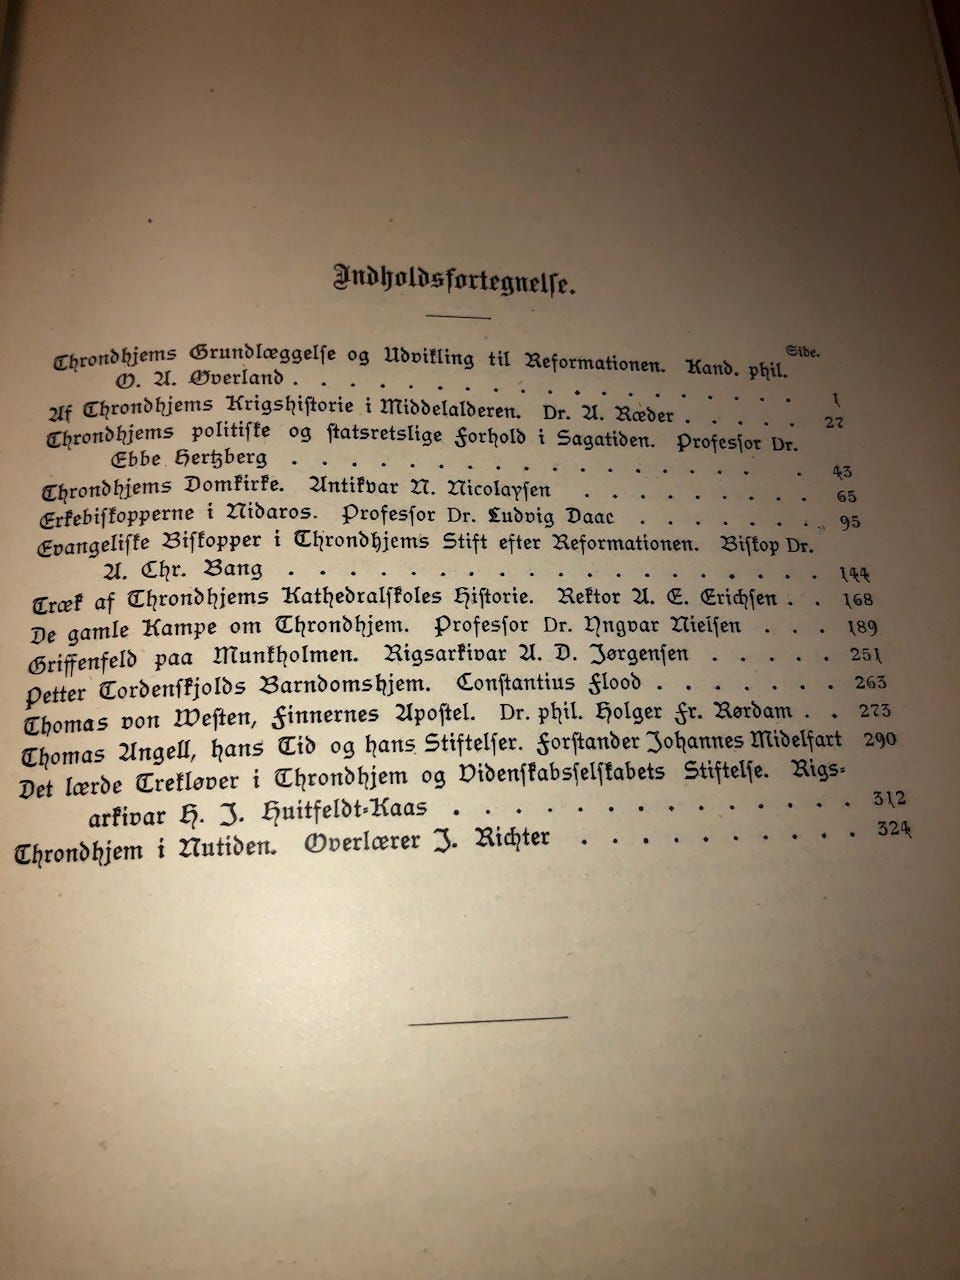 Indholdsfortegnelse.
Side.
Throndhjems Grundlæggelse og Udvikling til Reformationen. Kand. phil.
O. A. Øverland . . . . . . . . . . . . . . . . . . 1
Af Throndhjems Krigshistorie i Middelalderen. Dr. A. Ræder . . . . . 27
Throndhjems politiske og statsretslige Forhold i Sagatiden. Professor Dr.
Ebbe Hertzberg . . . . . . . . . . . . . . . . . . 43
Throndhjems Domkirke. Antikvar N. Nicolaysen . . . . . . . . . 65
Erkebiskopperne i Nidaros. Professor Dr. Ludvig Daae . . . . . . . 95
Evangeliske Biskopper i Throndhjems Stift efter Reformationen. Biskop Dr.
A. Chr. Bang . . . . . . . . . . . . . . . . . . . 144
Træk af Throndhjems Kathedralskoles Historie. Rektor A. E. Erichsen . . 168
De gamle Kampe om Throndhjem. Professor Dr. Yngvar Nielsen . . . 189
Griffenfeld paa Munkholmen. Rigsarkivar A. D. Jørgensen . . . . . 251
Petter Tordenskjolds Barndomshjem. Constantius Flood . . . . . . . 263
Thomas von Westen, Finnernes Apostel. Dr. phil. Holger Fr. Rørdam . . 273
Thomas Angell, hans Tid og hans Stiftelser. Forstander Johannes Midelfart 290
Det lærde Trekløver i Throndhjem og Videnskabsselskabets Stiftelse. Rigs-
arkivar H. J. Huitfeldt-Kaas . . . . . . . . . . . . . . 312
Throndhjem i Nutiden. Overlærer J. Richter . . . . . . . . . . 324